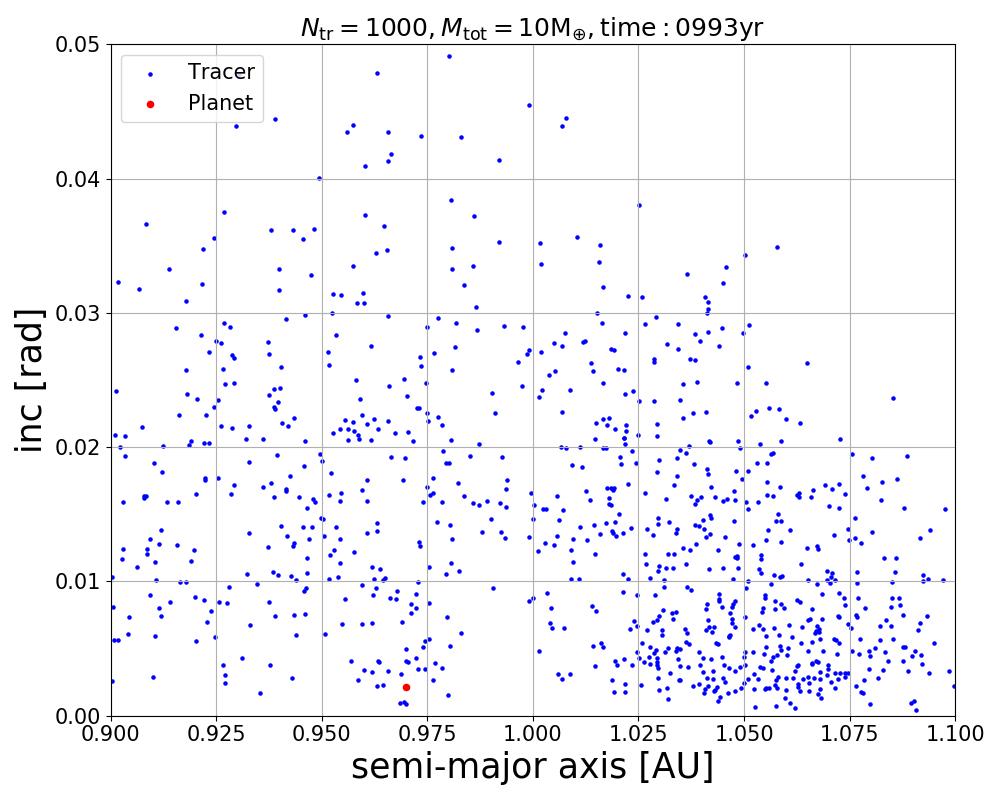 N_tr = 1000, M_tot = 10M_⊕, time : 0993yr
0.05
Tracer
Planet
0.04
0.03
inc [rad]
0.02
0.01
0.00
0.900 0.925 0.950 0.975 1.000 1.025 1.050 1.075 1.100
semi-major axis [AU]